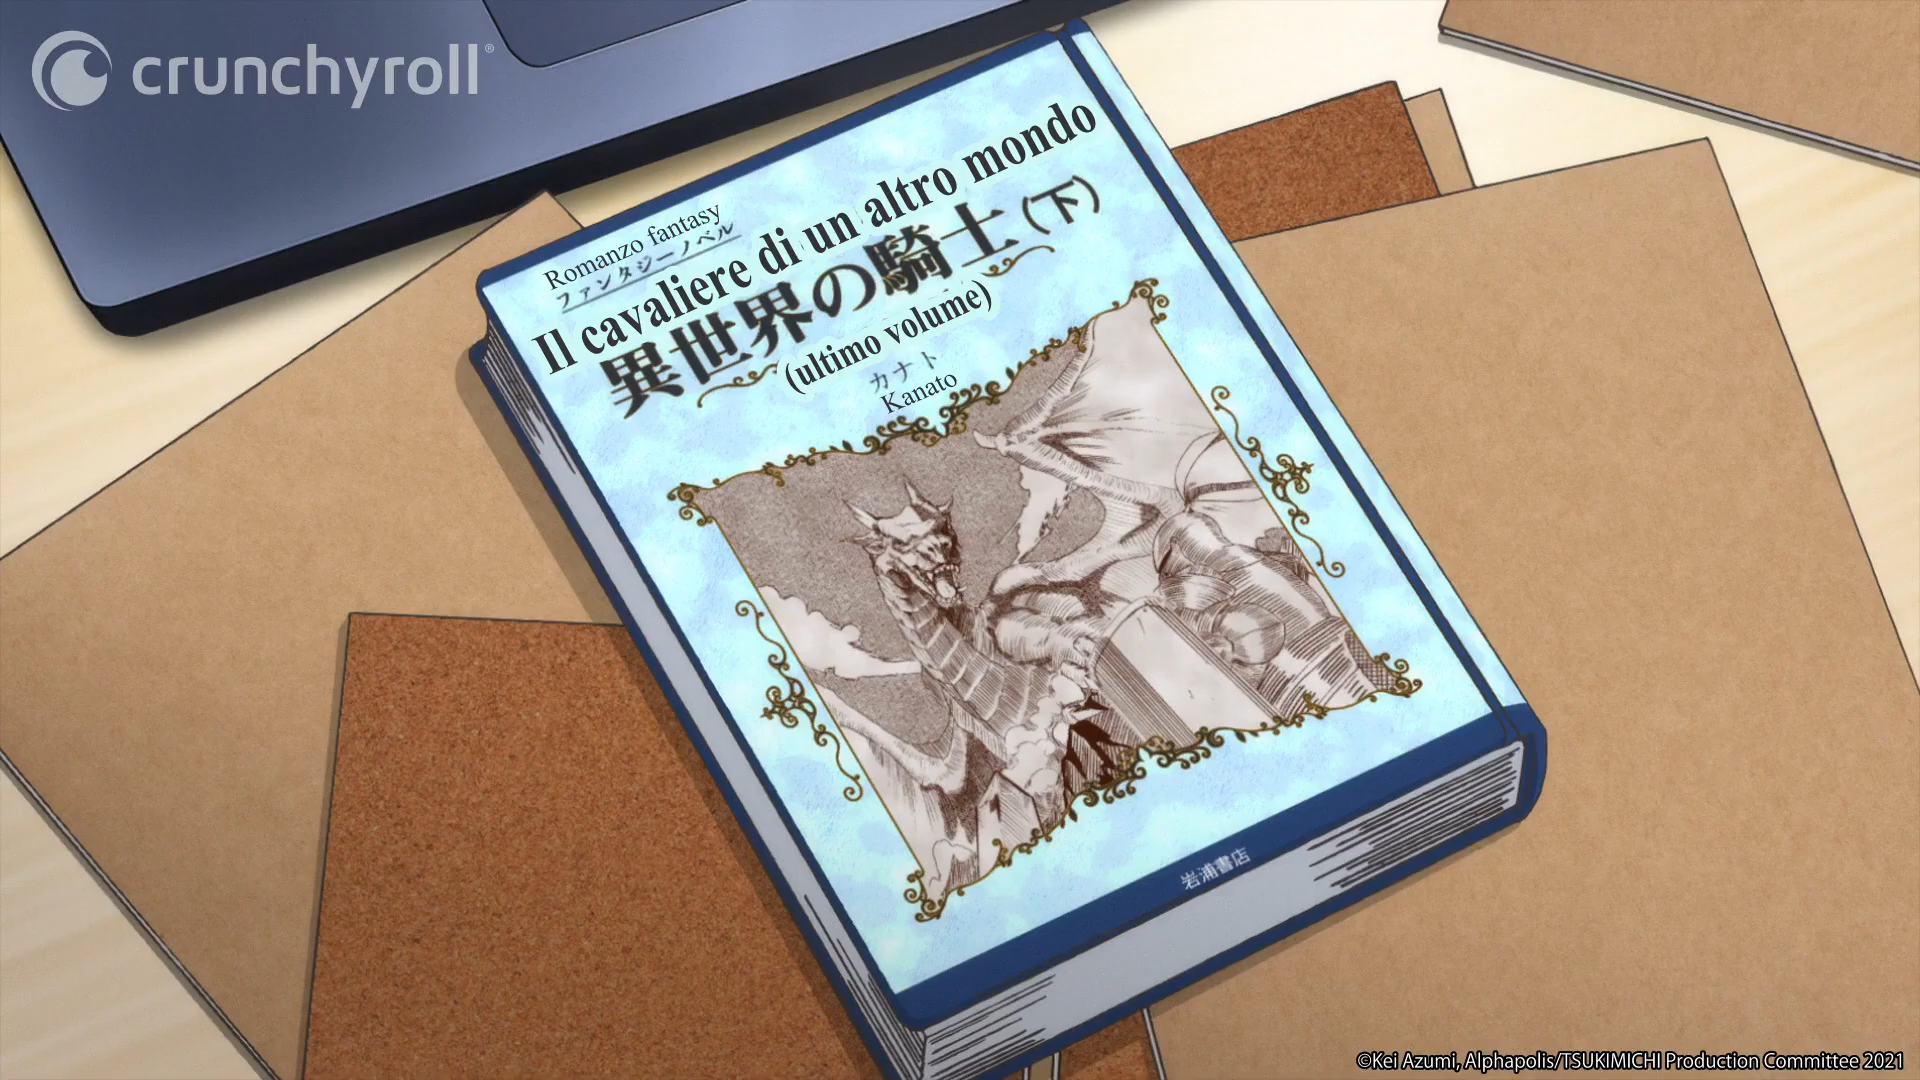 crunchyroll®
Romanzo fantasy
ファンタジーノベル
Il cavaliere di un altro mondo
異世界の騎士(下)
(ultimo volume)
カナト
Kanato
岩浦書店
©Kei Azumi, Alphapolis/TSUKIMICHI Production Committee 2021